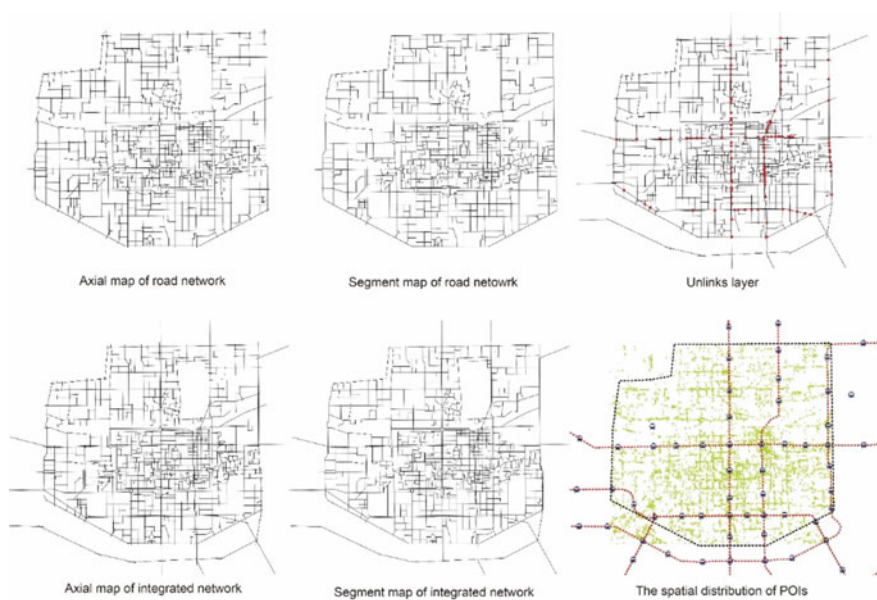 Axial map of road network
Segment map of road netowrk
Unlinks layer
Axial map of integrated network
Segment map of integrated network
The spatial distribution of POIs